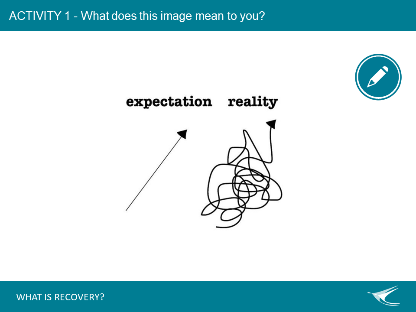 ACTIVITY 1 - What does this image mean to you?
expectation reality
WHAT IS RECOVERY?